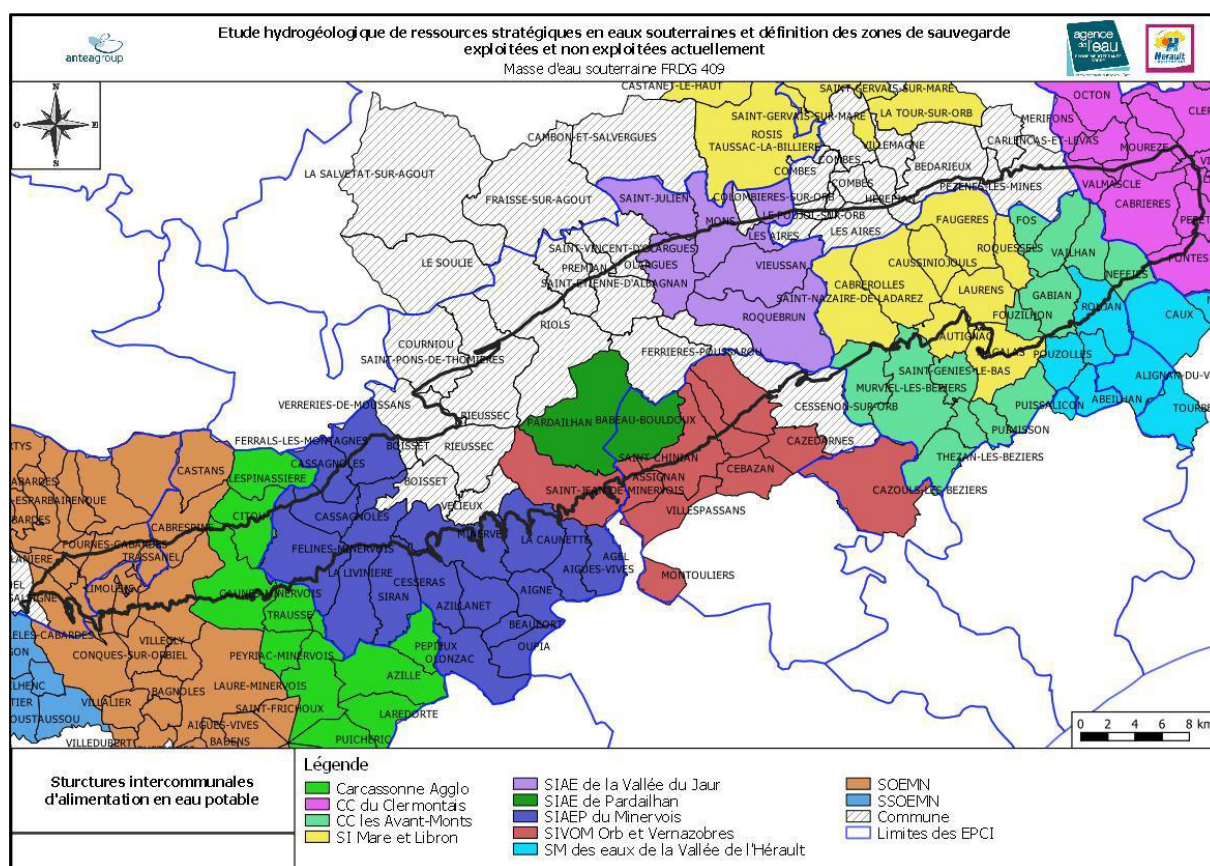 anteagroup
Etude hydrogéologique de ressources stratégiques en eaux souterraines et définition des zones de sauvegarde
exploitées et non exploitées actuellement
Masse d'eau souterraine FRDG 409
agence
de l'eau
Hérault
N
O
E
S
CASTANET-LE-HAUT
SAINT-GERVAIS-SUR-MARE
OCTON
CAMBON-ET-SALVERGUES
SAINT-GERVAIS-SUR-MARE
LA TOUR-SUR-ORB
MERIFONS
ROSIS
TAUSSAC-LA-BILLIERE
VILLEMAGNE
CARLENCAS-ET-LEVAS
MOUREZE
COMBES
BEDARIEUX
LA SALVETAT-SUR-AGOUT
COMBES
COMBES
PEZENES-LES-MINES
VALMASCLE
FRAISSE-SUR-AGOUT
SAINT-JULIEN
COLOMBIERES-SUR-ORB
HEREPIAN
CABRIERES
MONS
LE POUJOL-SUR-ORB
FAUGERES
FOS
PERET
LES AIRES
LES AIRES
SAINT-VINCENT-D'OLARGUES
ROQUESSELS
VAILHAN
FONTES
LE SOULIE
PREMIAN
OLARGUES
VIEUSSAN
CAUSSINIOJOULS
NEFFIES
SAINT-ETIENNE-D'ALBAGNAN
CABREROLLES
LAURENS
GABIAN
SAINT-NAZAIRE-DE-LADAREZ
ROQUEBRUN
FOUZILHON
ROUJAN
CAUX
RIOLS
COURNIOU
FERRIERES-POUSSAROU
AUTIGNAC
MAGALAS
POUZOLLES
SAINT-PONS-DE-THOMIERES
SAINT-GENIES-LE-BAS
MURVIEL-LES-BEZIERS
VERRERIES-DE-MOUSSANS
CESSENON-SUR-ORB
PUISSALICON
ABEILHAN
RIEUSSEC
PARDAILHAN
BABEAU-BOULDOUX
PUIMISSON
FERRALS-LES-MONTAGNES
BOISSET
RIEUSSEC
CAZEDARNES
THEZAN-LES-BEZIERS
CASSAGNOLES
SAINT-CHINIAN
CEBAZAN
CASTANS
LESPINASSIERE
BOISSET
ASSIGNAN
SAINT-JEAN-DE-MINERVOIS
CAZOULS-LES-BEZIERS
VELIEUX
VILLESPASSANS
CITOU
CASSAGNOLES
CABRESPINE
MINERVE
LA CAUNETTE
FOURNES-CABARDES
TRASSANEL
FELINES-MINERVOIS
AGEL
AIGUES-VIVES
MONTOULIERS
LA LIVINIERE
CESSERAS
LIMOUSIS
CAUNES-MINERVOIS
SIRAN
AZILLANET
AIGNE
TRAUSSE
BEAUFORT
VILLEGLY
PEPIEUX
OUPIA
CONQUES-SUR-ORBIEL
PEYRIAC-MINERVOIS
OLONZAC
AZILLE
BAGNOLES
LAURE-MINERVOIS
VILLALIER
SAINT-FRICHOUX
LAREDORTE
AIGUES-VIVES
VILLEDUBERT
BADENS
PUICHERIC
0 2 4 6 8 km
Sturctures intercommunales
d'alimentation en eau potable
Légende
Carcassonne Agglo
CC du Clermontais
CC les Avant-Monts
SI Mare et Libron
SIAE de la Vallée du Jaur
SIAE de Pardailhan
SIAEP du Minervois
SIVOM Orb et Vernazobres
SM des eaux de la Vallée de l'Hérault
SOEMN
SSOEMN
Commune
Limites des EPCI